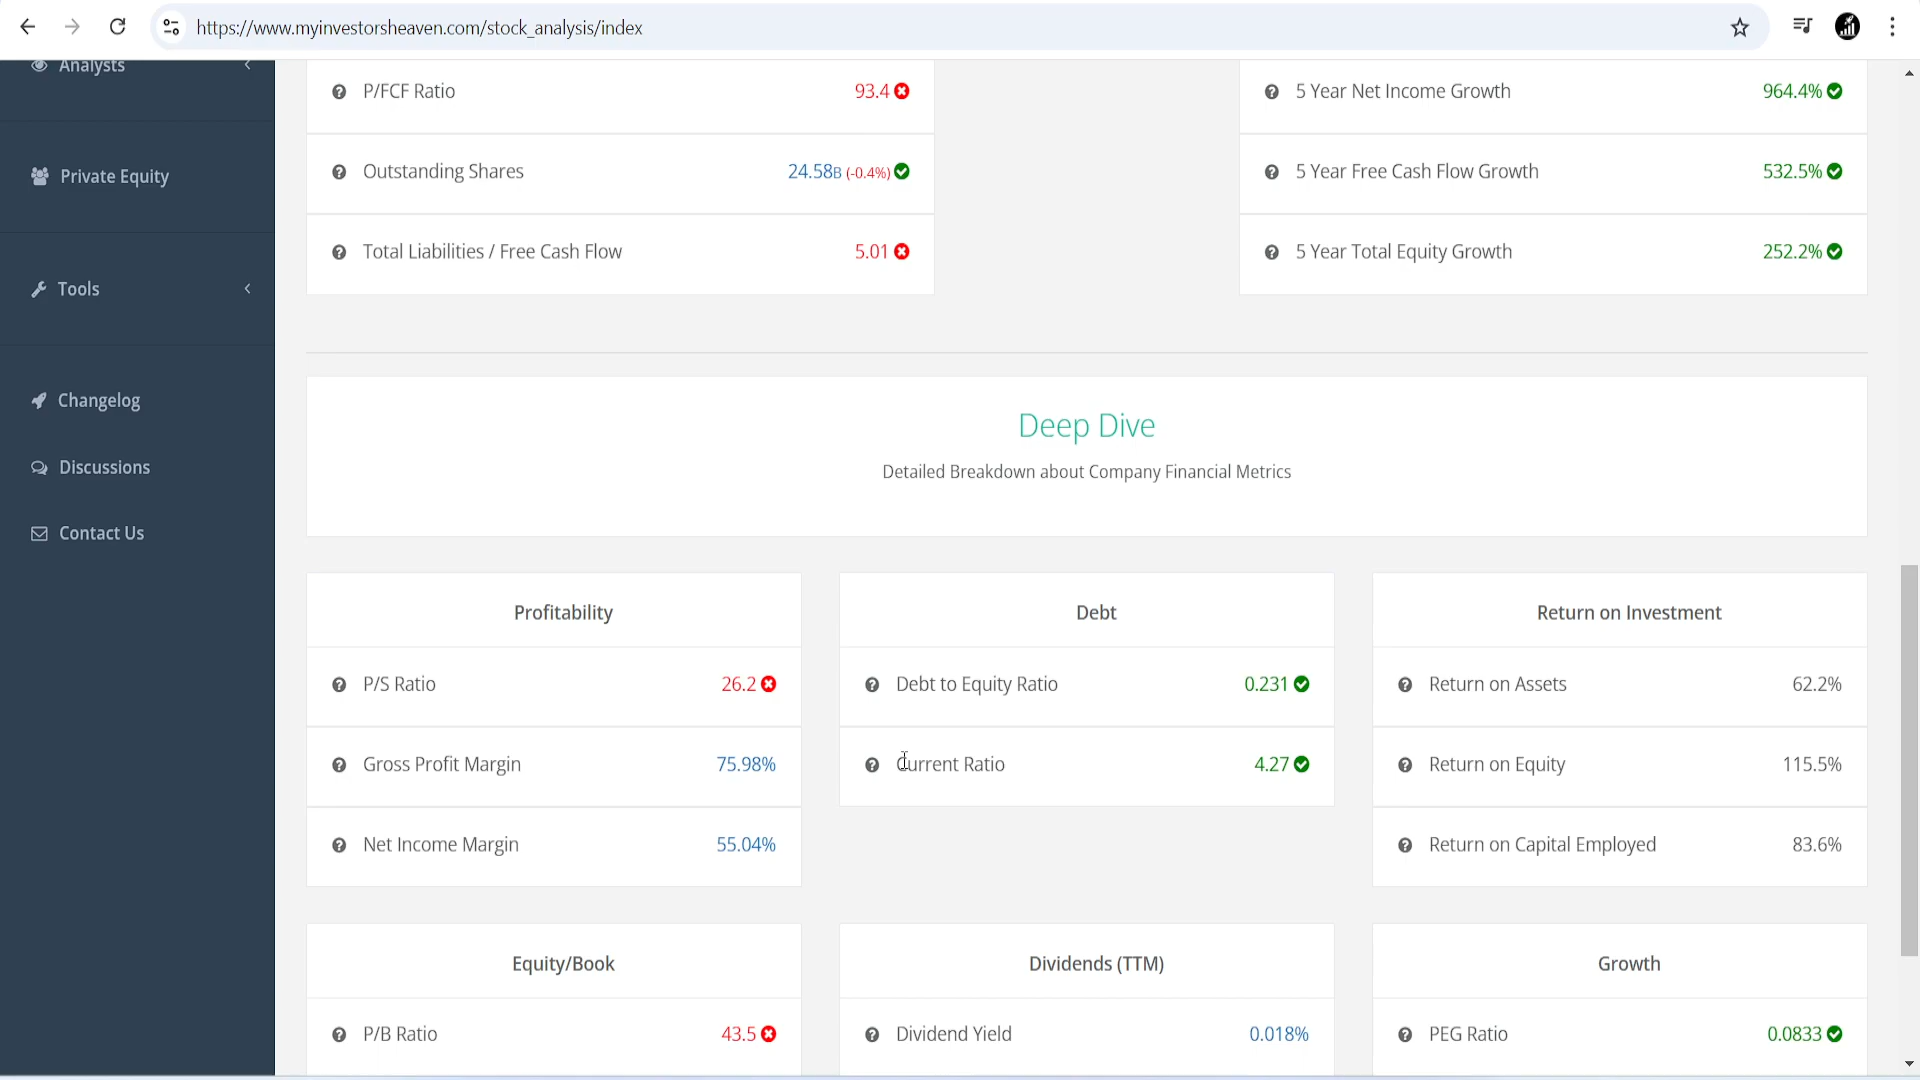 https://www.myinvestorsheaven.com/stock_analysis/index
Analysts
Private Equity
Tools
Changelog
Discussions
Contact Us
P/FCF Ratio 93.4
Outstanding Shares 24.58B (-0.4%)
Total Liabilities / Free Cash Flow 5.01
5 Year Net Income Growth 964.4%
5 Year Free Cash Flow Growth 532.5%
5 Year Total Equity Growth 252.2%
Deep Dive
Detailed Breakdown about Company Financial Metrics
Profitability
P/S Ratio 26.2
Gross Profit Margin 75.98%
Net Income Margin 55.04%
Debt
Debt to Equity Ratio 0.231
Current Ratio 4.27
Return on Investment
Return on Assets 62.2%
Return on Equity 115.5%
Return on Capital Employed 83.6%
Equity/Book
P/B Ratio 43.5
Dividends (TTM)
Dividend Yield 0.018%
Growth
PEG Ratio 0.0833